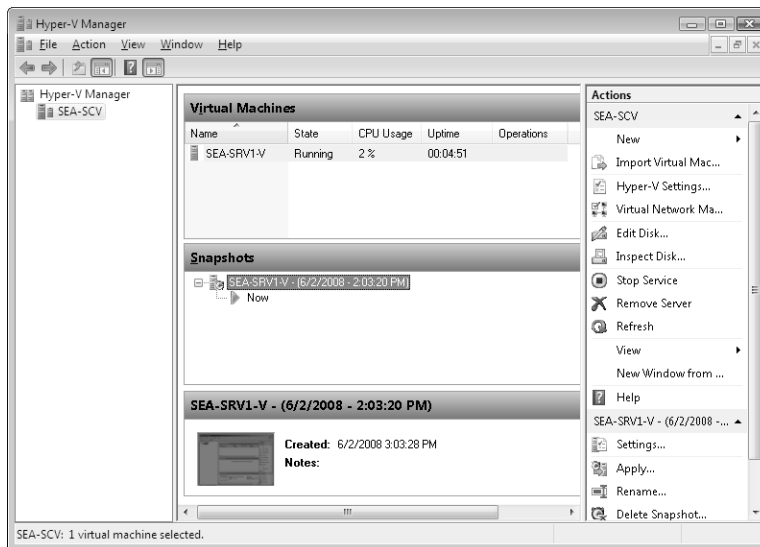 Hyper-V Manager
File Action View Window Help
Hyper-V Manager
SEA-SCV
Virtual Machines
Name State CPU Usage Uptime Operations
SEA-SRV1-V Running 2 % 00:04:51
Snapshots
SEA-SRV1-V - (6/2/2008 - 2:03:20 PM)
Now
SEA-SRV1-V - (6/2/2008 - 2:03:20 PM)
Created: 6/2/2008 3:03:28 PM
Notes:
Actions
SEA-SCV
New
Import Virtual Mac...
Hyper-V Settings...
Virtual Network Ma...
Edit Disk...
Inspect Disk...
Stop Service
Remove Server
Refresh
View
New Window from ...
Help
SEA-SRV1-V - (6/2/2008 -...
Settings...
Apply...
Rename...
Delete Snapshot...
SEA-SCV: 1 virtual machine selected.